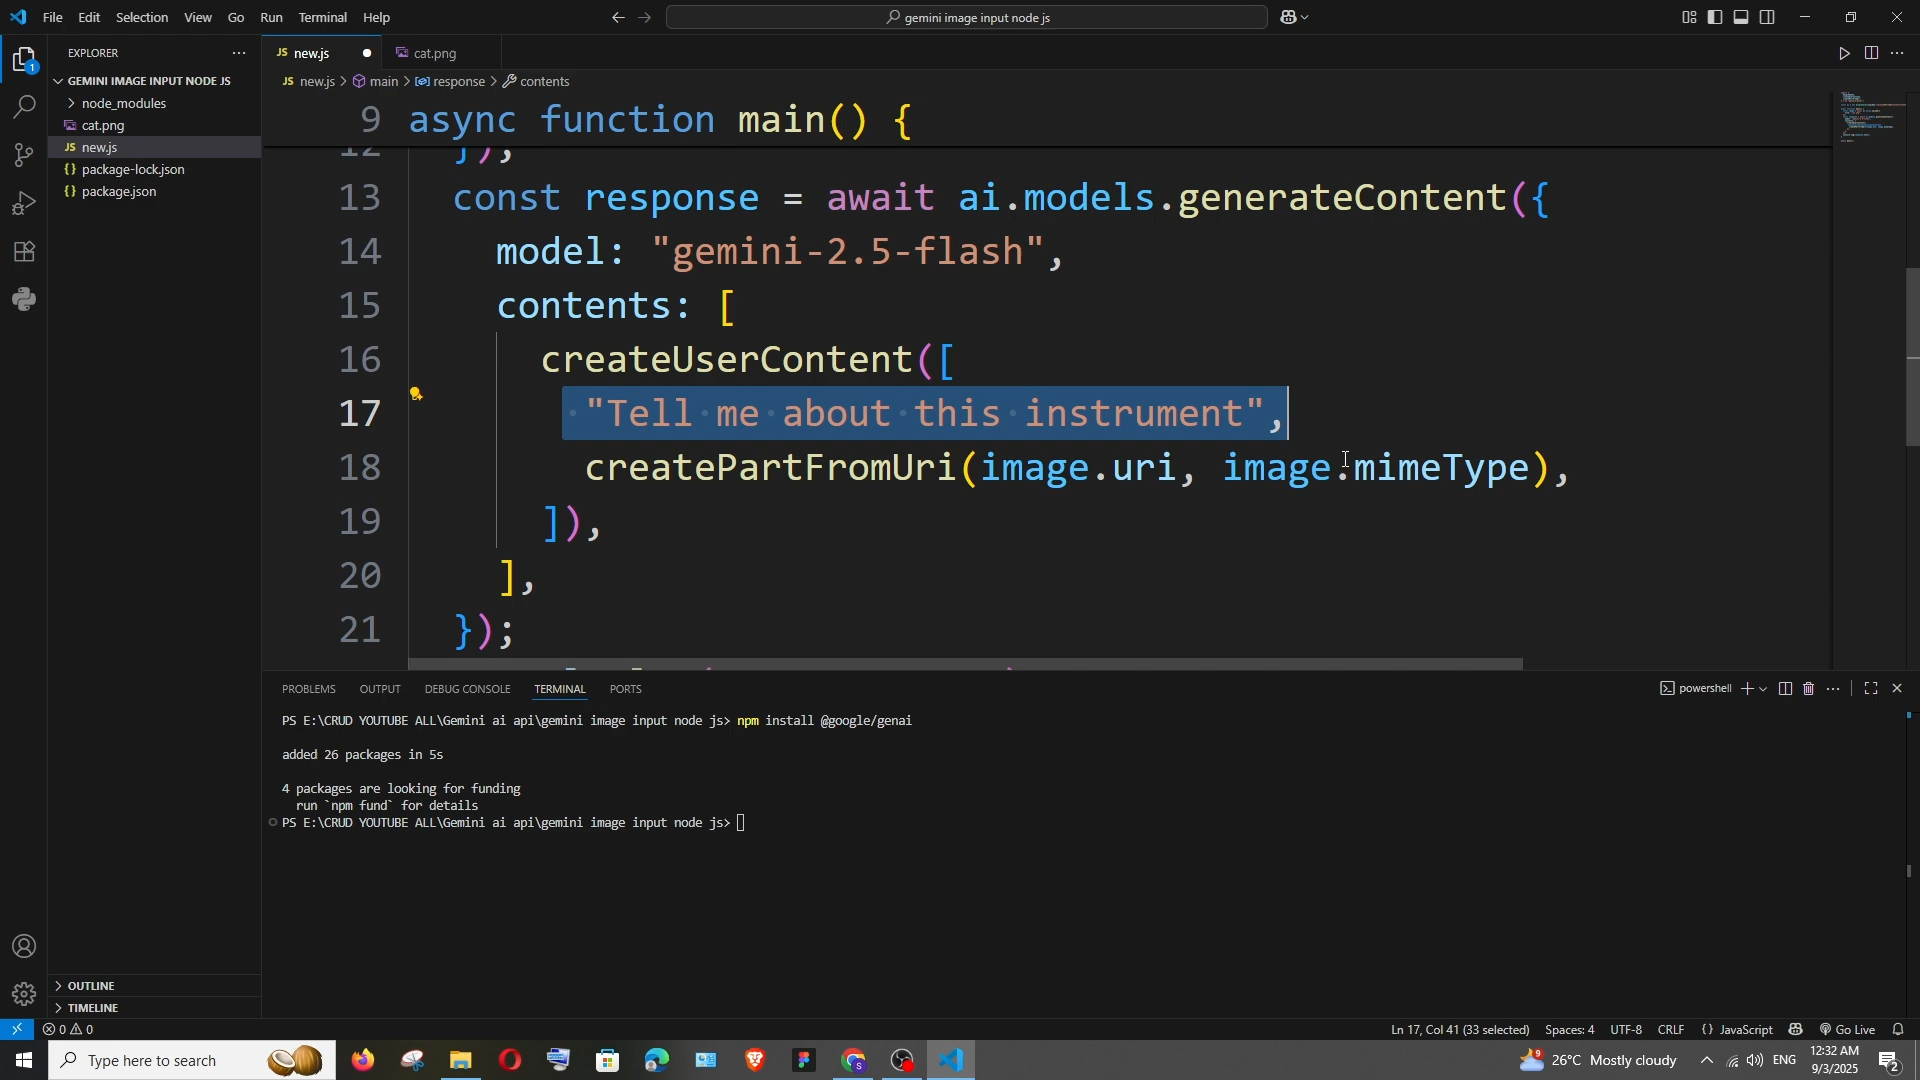 File Edit Selection View Go Run Terminal Help
gemini image input node js
EXPLORER
GEMINI IMAGE INPUT NODE JS
node_modules
cat.png
JS new.js
{} package-lock.json
{} package.json
OUTLINE
TIMELINE
JS new.js
cat.png
JS new.js > main > response > contents
9 async function main() {
12 });
13 const response = await ai.models.generateContent({
14 model: "gemini-2.5-flash",
15 contents: [
16 createUserContent([
17 "Tell me about this instrument",
18 createPartFromUri(image.uri, image.mimeType),
19 ]),
20 ],
21 });
PROBLEMS OUTPUT DEBUG CONSOLE TERMINAL PORTS
powershell
PS E:\CRUD YOUTUBE ALL\Gemini ai api\gemini image input node js> npm install @google/genai
added 26 packages in 5s
4 packages are looking for funding
run `npm fund` for details
PS E:\CRUD YOUTUBE ALL\Gemini ai api\gemini image input node js>
0 0
Ln 17, Col 41 (33 selected) Spaces: 4 UTF-8 CRLF {} JavaScript Go Live
Type here to search
26°C Mostly cloudy
ENG
12:32 AM
9/3/2025